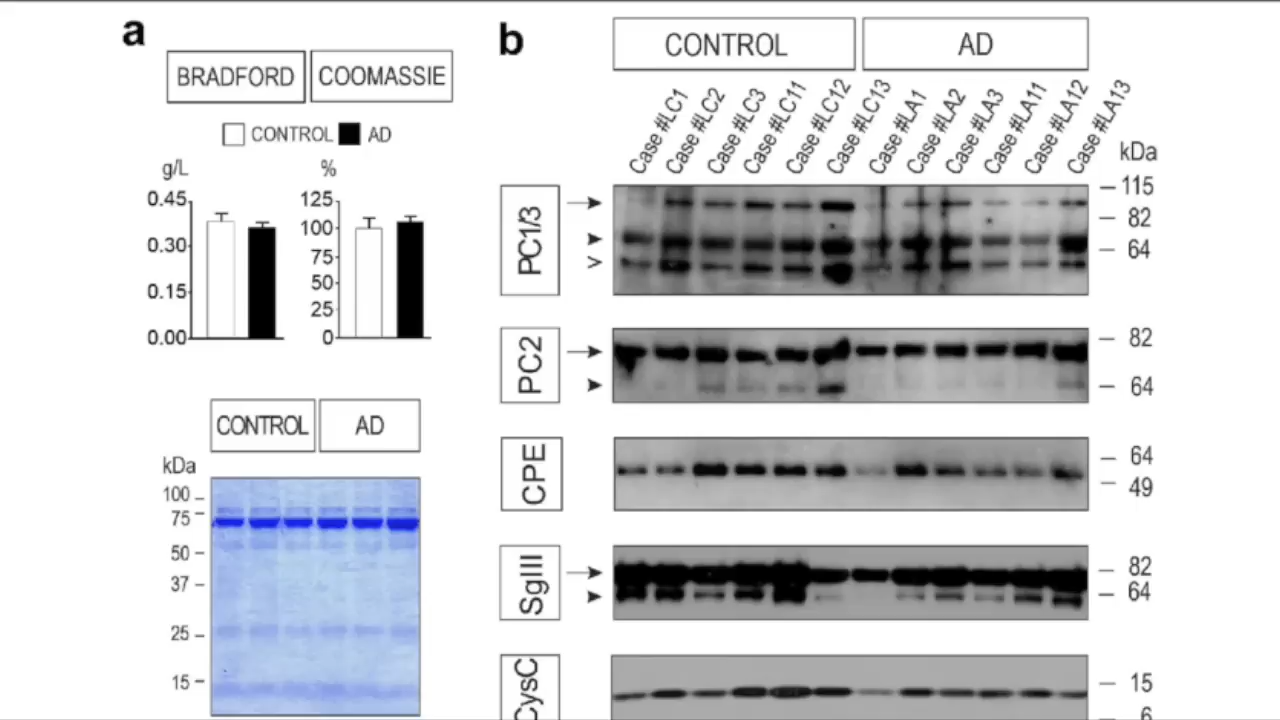 a
BRADFORD COOMASSIE
CONTROL AD
g/L %
0.45
0.30
0.15
0.00
125
100
75
50
25
0
CONTROL AD
kDa
100
75
50
37
25
15
b
CONTROL AD
Case #LC1
Case #LC2
Case #LC3
Case #LC11
Case #LC12
Case #LC13
Case #LA1
Case #LA2
Case #LA3
Case #LA11
Case #LA12
Case #LA13
kDa
PC1/3
115
82
64
PC2
82
64
CPE
64
49
SgIII
82
64
CysC
15
6